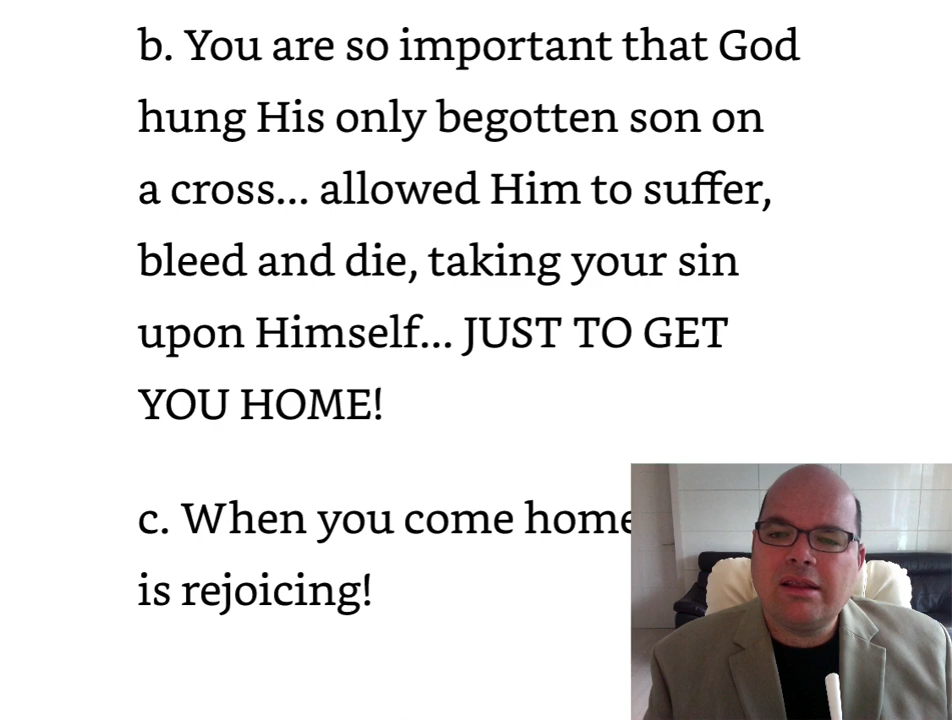 b. You are so important that God
hung His only begotten son on
a cross... allowed Him to suffer,
bleed and die, taking your sin
upon Himself... JUST TO GET
YOU HOME!
c. When you come home
is rejoicing!